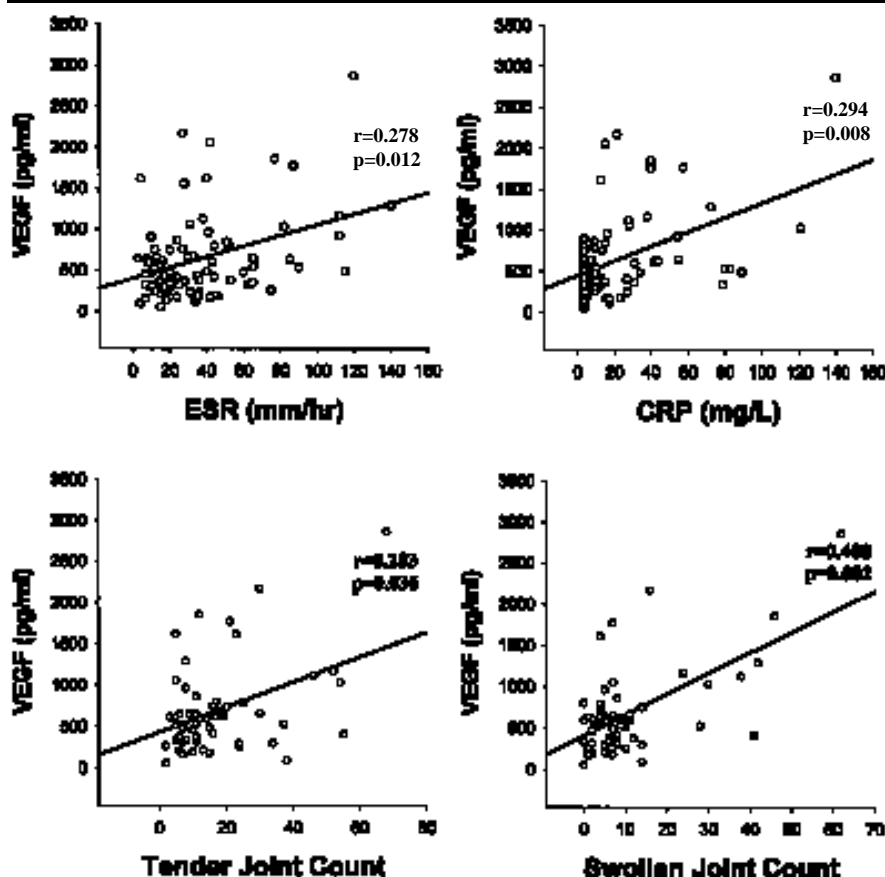 3500
3000
2500
2000
1500
1000
500
0
VEGF (pg/ml)
r=0.278
p=0.012
0 20 40 60 80 100 120 140 160
ESR (mm/hr)
3500
3000
2500
2000
1500
1000
500
0
VEGF (pg/ml)
r=0.294
p=0.008
0 20 40 60 80 100 120 140 160
CRP (mg/L)
3500
3000
2500
2000
1500
1000
500
0
VEGF (pg/ml)
0 20 40 60 80
Tender Joint Count
3500
3000
2500
2000
1500
1000
500
0
VEGF (pg/ml)
0 10 20 30 40 50 60 70
Swollen Joint Count